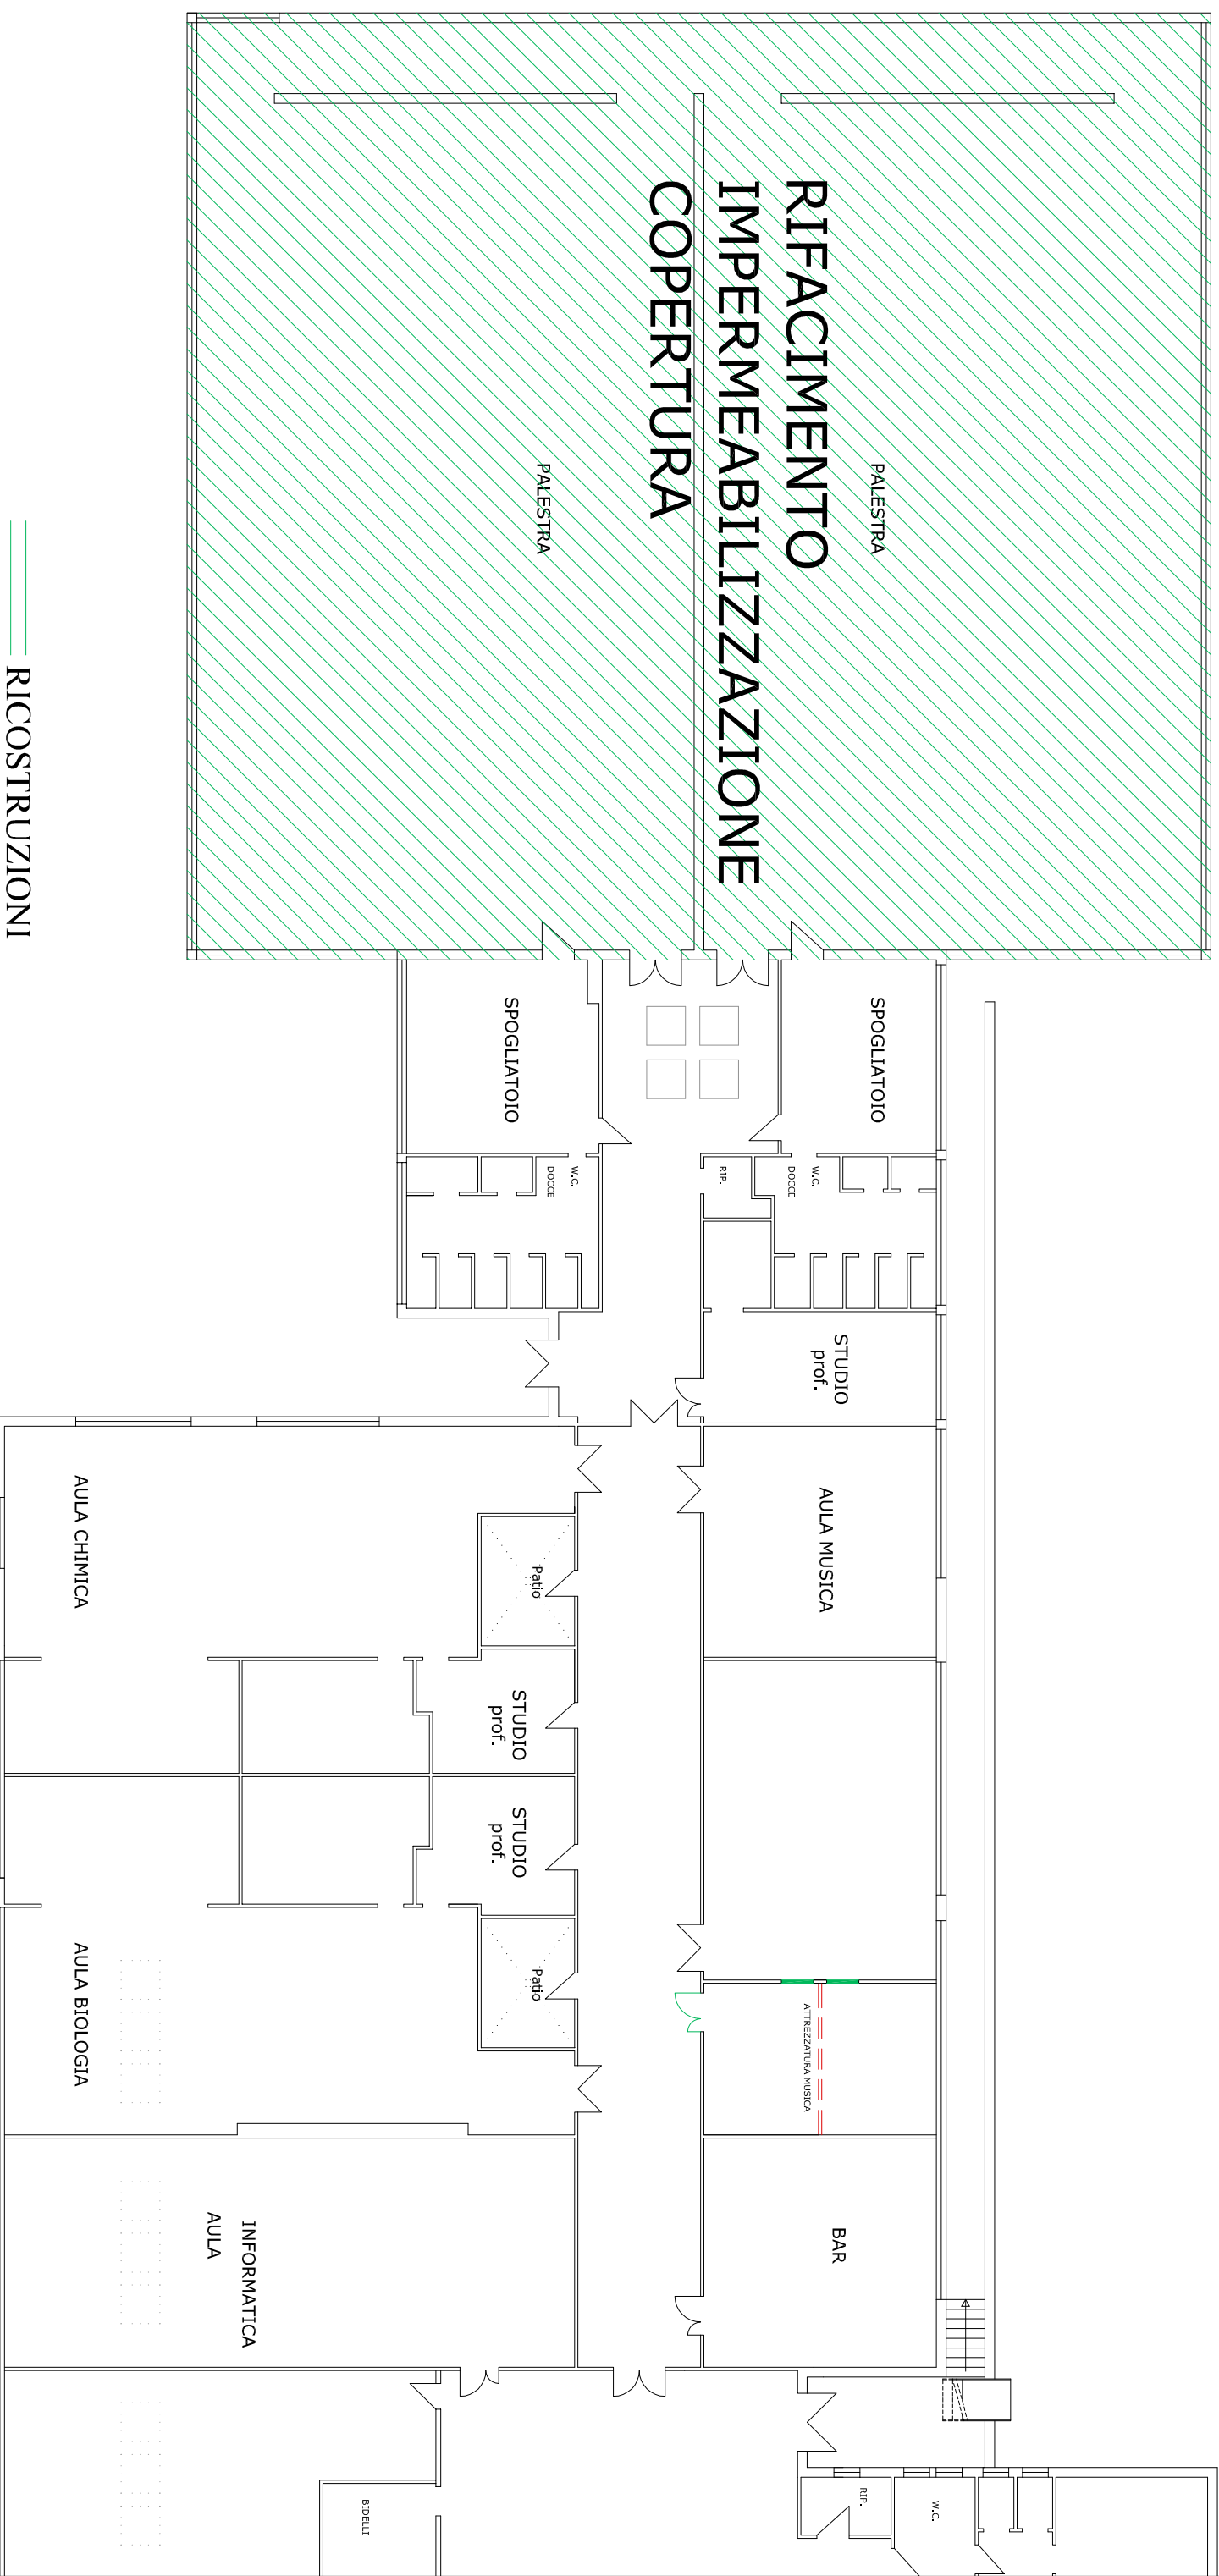 RIFACIMENTO
IMPERMEABILIZZAZIONE
COPERTURA
PALESTRA
PALESTRA
RICOSTRUZIONI
SPOGLIATOIO
SPOGLIATOIO
W.C.
DOCCE
RIP.
W.C.
DOCCE
STUDIO
prof.
AULA MUSICA
AULA CHIMICA
Patio
STUDIO
prof.
STUDIO
prof.
Patio
AULA BIOLOGIA
ATTREZZATURA MUSICA
BAR
INFORMATICA
AULA
RIP.
W.C.
BIDELLI